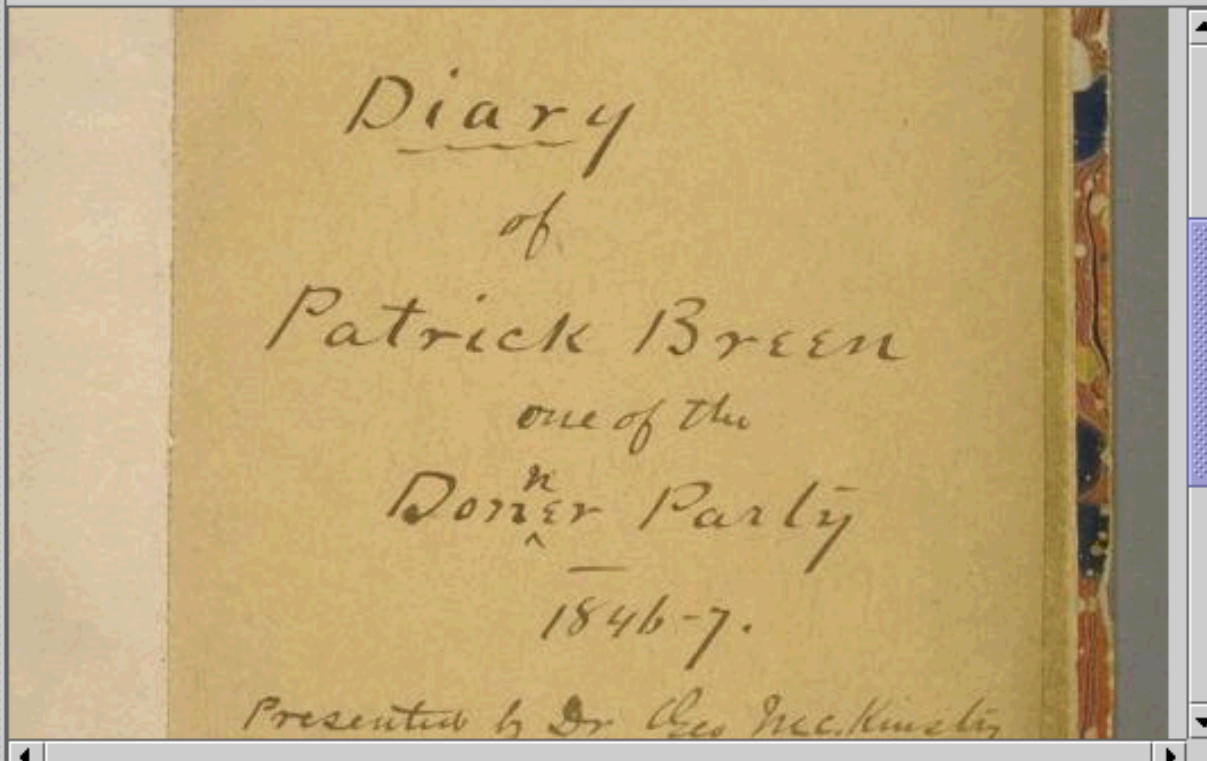 Diary
of
Patrick Breen
one of the
Donner Party
1846-7.
Presented by Dr Geo McKinstry